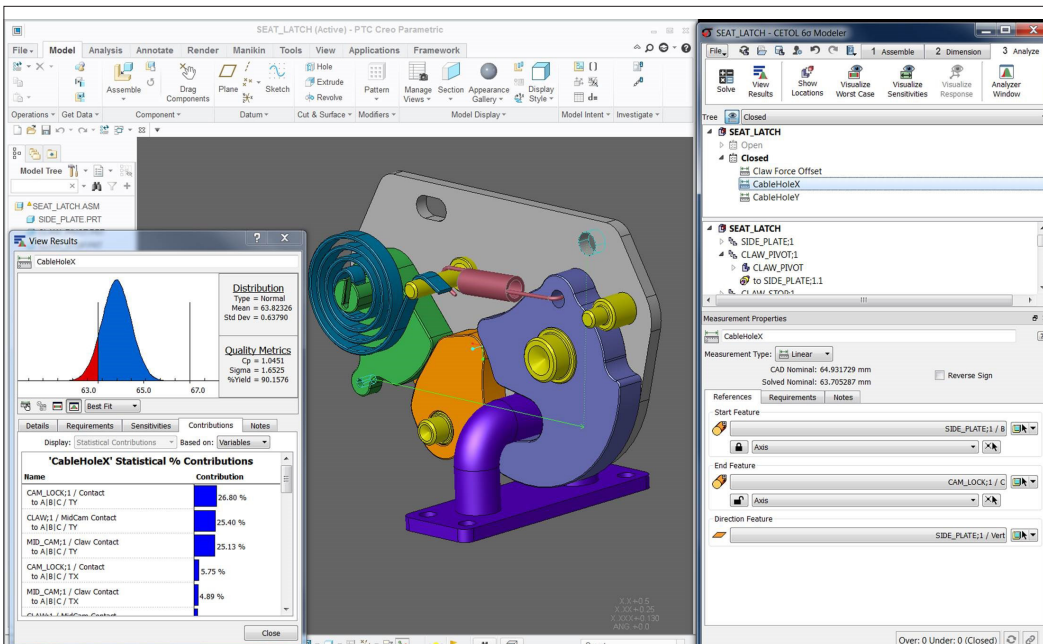 SEAT_LATCH (Active) - PTC Creo Parametric
File Model Analysis Annotate Render Manikin Tools View Applications Framework
Assemble
Drag Components
Plane
Sketch
Hole
Extrude
Revolve
Pattern
Manage Views
Section
Appearance Gallery
Display Style
d=
Operations Get Data Component Datum Cut & Surface Modifiers Model Display Model Intent Investigate
Model Tree
SEAT_LATCH.ASM
SIDE_PLATE.PRT
View Results
CableHoleX
Distribution
Type = Normal
Mean = 63.82326
Std Dev = 0.63790
Quality Metrics
Cp = 1.0451
Sigma = 1.6525
%Yield = 90.1576
63.0 65.0 67.0
Best Fit
Details Requirements Sensitivities Contributions Notes
Display: Statistical Contributions Based on: Variables
'CableHoleX' Statistical % Contributions
Name Contribution
CAM_LOCK;1 / Contact
to A|B|C / TY
26.80 %
CLAW;1 / MidCam Contact
to A|B|C / TY
25.40 %
MID_CAM;1 / Claw Contact
to A|B|C / TY
25.13 %
CAM_LOCK;1 / Contact
to A|B|C / TX
5.75 %
MID_CAM;1 / Claw Contact
to A|B|C / TX
4.89 %
CLAW;1 / MidCam Contact
Close
X.X+0.5
X.XX+0.25
X.XXX+0.130
ANG.+0.0
SEAT_LATCH - CETOL 6σ Modeler
File 1 Assemble 2 Dimension 3 Analyze
Solve
View Results
Show Locations
Visualize Worst Case
Visualize Sensitivities
Visualize Response
Analyzer Window
Tree Closed
SEAT_LATCH
Open
Closed
Claw Force Offset
CableHoleX
CableHoleY
SEAT_LATCH
SIDE_PLATE;1
CLAW_PIVOT;1
CLAW_PIVOT
to SIDE_PLATE;1.1
CLAW_STOP;1
Measurement Properties
CableHoleX
Measurement Type: Linear
CAD Nominal: 64.931729 mm
Solved Nominal: 63.705287 mm
Reverse Sign
References Requirements Notes
Start Feature
SIDE_PLATE;1 / B
Axis
End Feature
CAM_LOCK;1 / C
Axis
Direction Feature
SIDE_PLATE;1 / Vert
Over: 0 Under: 0 (Closed)